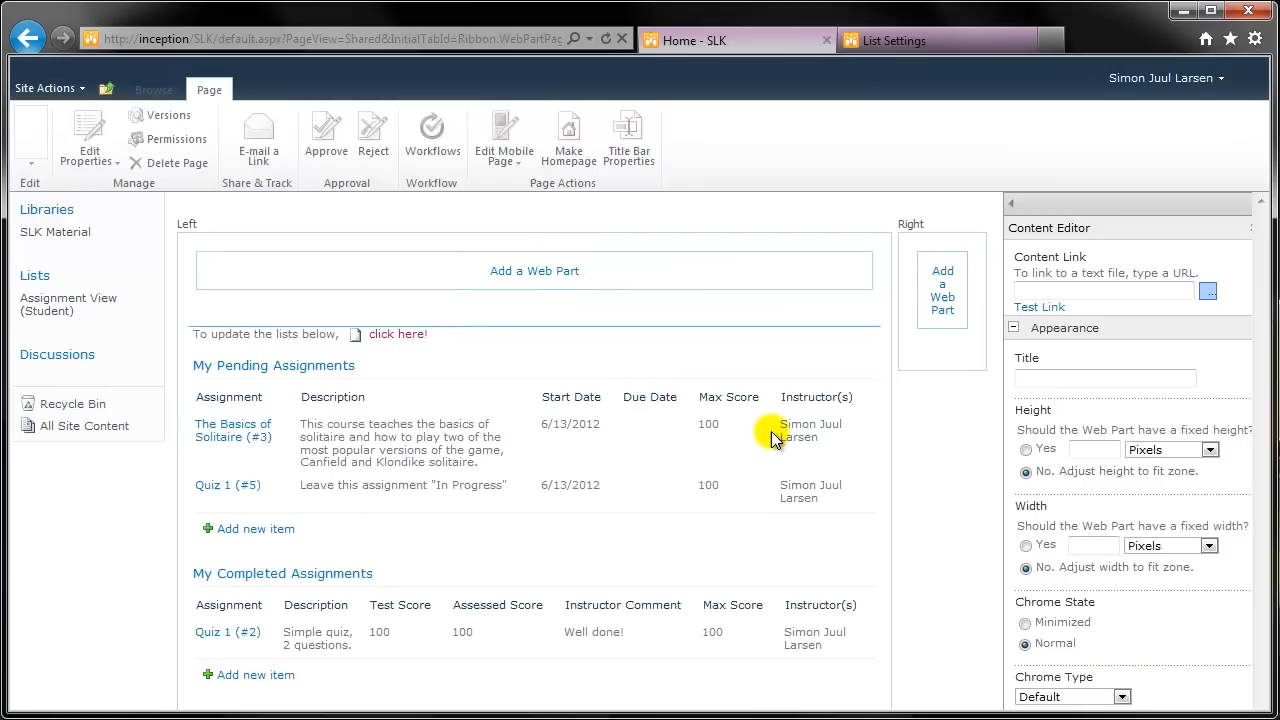 http://inception/SLK/default.aspx?PageView=Shared&InitialTabId=Ribbon.WebPartPag
Home - SLK
List Settings
Site Actions
Browse
Page
Simon Juul Larsen
Edit Properties
Versions
Permissions
Delete Page
E-mail a Link
Approve
Reject
Workflows
Edit Mobile Page
Make Homepage
Title Bar Properties
Edit
Manage
Share & Track
Approval
Workflow
Page Actions
Libraries
SLK Material
Lists
Assignment View
(Student)
Discussions
Recycle Bin
All Site Content
Left
Add a Web Part
To update the lists below, click here!
My Pending Assignments
Assignment Description Start Date Due Date Max Score Instructor(s)
The Basics of This course teaches the basics of 6/13/2012 100 Simon Juul
Solitaire (#3) solitaire and how to play two of the Larsen
most popular versions of the game,
Canfield and Klondike solitaire.
Quiz 1 (#5) Leave this assignment "In Progress" 6/13/2012 100 Simon Juul
Larsen
Add new item
My Completed Assignments
Assignment Description Test Score Assessed Score Instructor Comment Max Score Instructor(s)
Quiz 1 (#2) Simple quiz, 100 100 Well done! 100 Simon Juul
2 questions. Larsen
Add new item
Right
Add
a
Web
Part
Content Editor
Content Link
To link to a text file, type a URL.
...
Test Link
Appearance
Title
Height
Should the Web Part have a fixed height?
Yes Pixels
No. Adjust height to fit zone.
Width
Should the Web Part have a fixed width?
Yes Pixels
No. Adjust width to fit zone.
Chrome State
Minimized
Normal
Chrome Type
Default